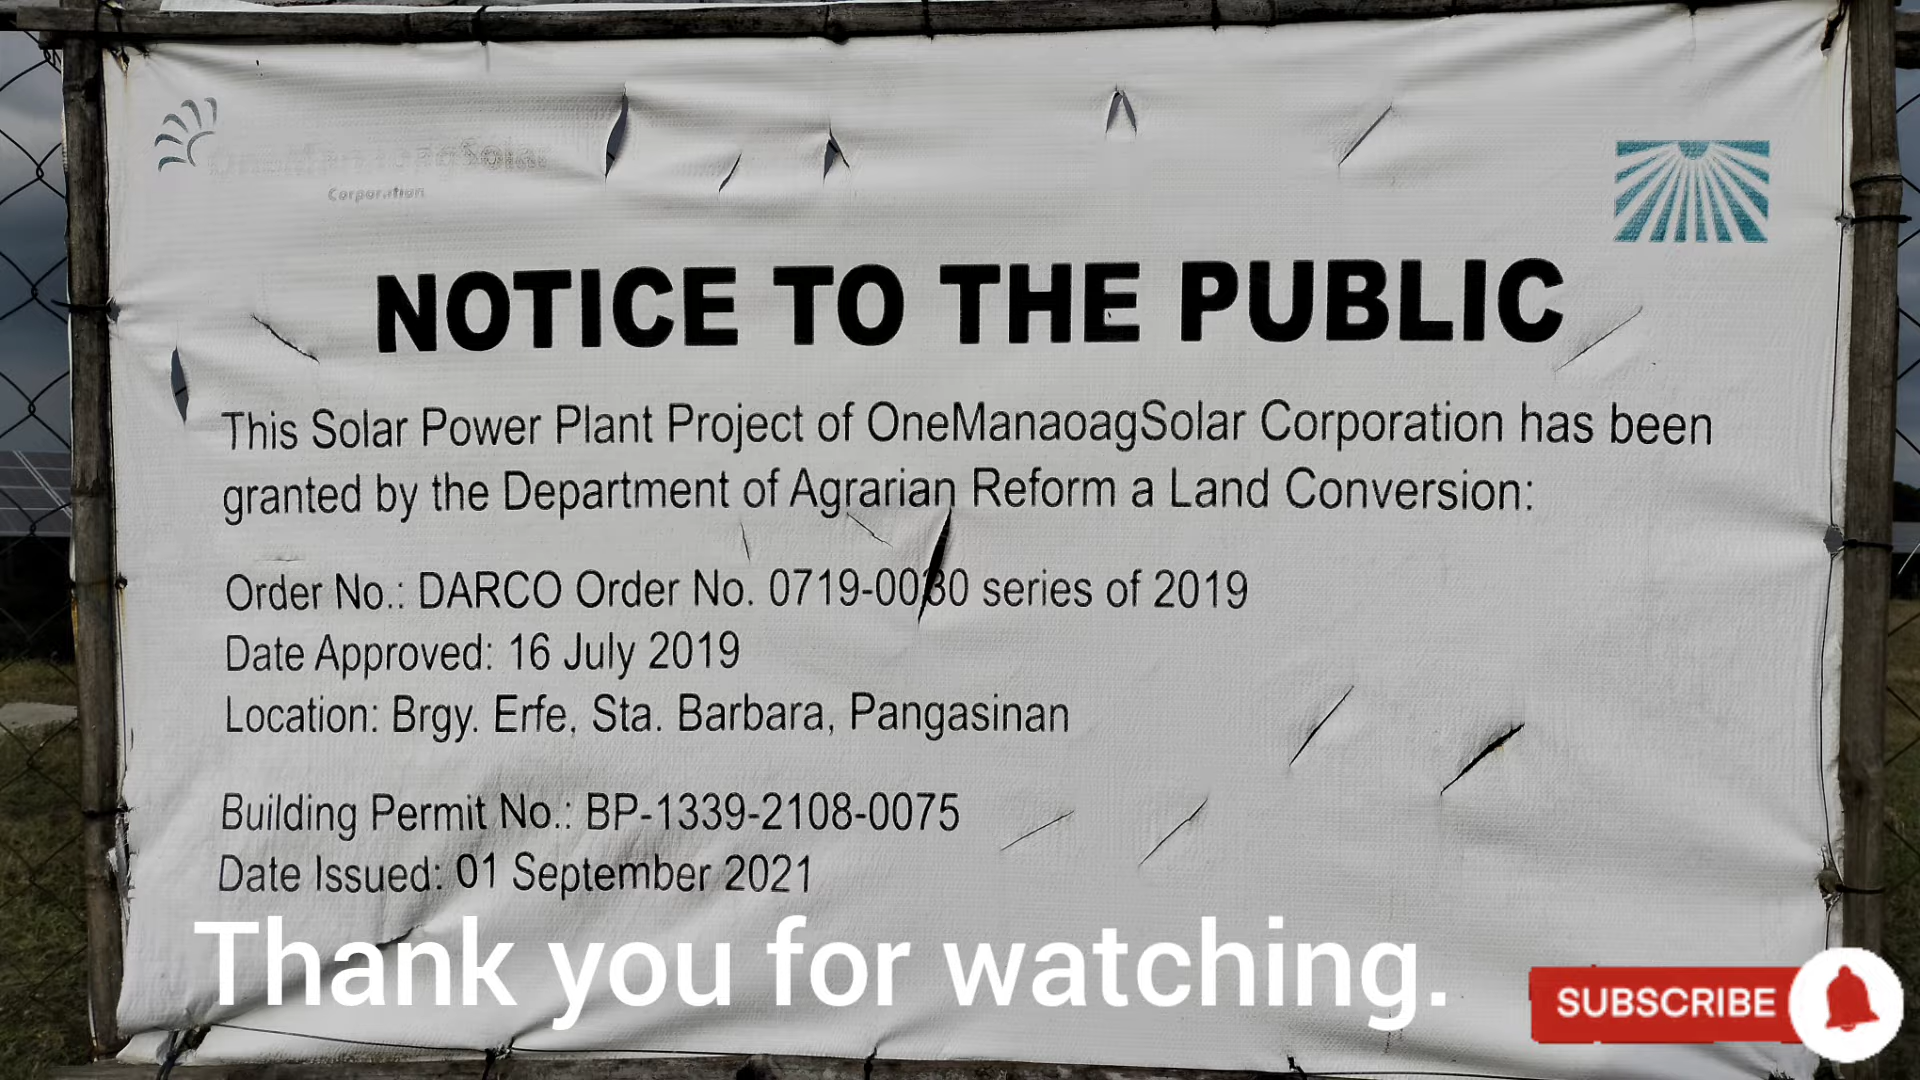 OneManaoagSolar
Corporation
NOTICE TO THE PUBLIC
This Solar Power Plant Project of OneManaoagSolar Corporation has been
granted by the Department of Agrarian Reform a Land Conversion:
Order No.: DARCO Order No. 0719-0030 series of 2019
Date Approved: 16 July 2019
Location: Brgy. Erfe, Sta. Barbara, Pangasinan
Building Permit No.: BP-1339-2108-0075
Date Issued: 01 September 2021
Thank you for watching.
SUBSCRIBE